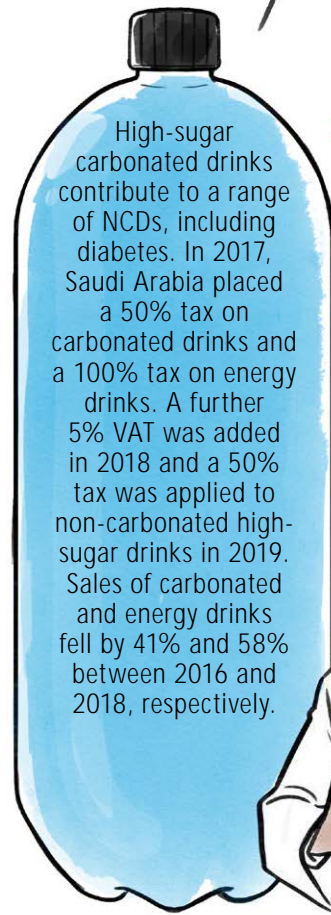 High-sugar
carbonated drinks
contribute to a range
of NCDs, including
diabetes. In 2017,
Saudi Arabia placed
a 50% tax on
carbonated drinks and
a 100% tax on energy
drinks. A further
5% VAT was added
in 2018 and a 50%
tax was applied to
non-carbonated high-
sugar drinks in 2019.
Sales of carbonated
and energy drinks
fell by 41% and 58%
between 2016 and
2018, respectively.